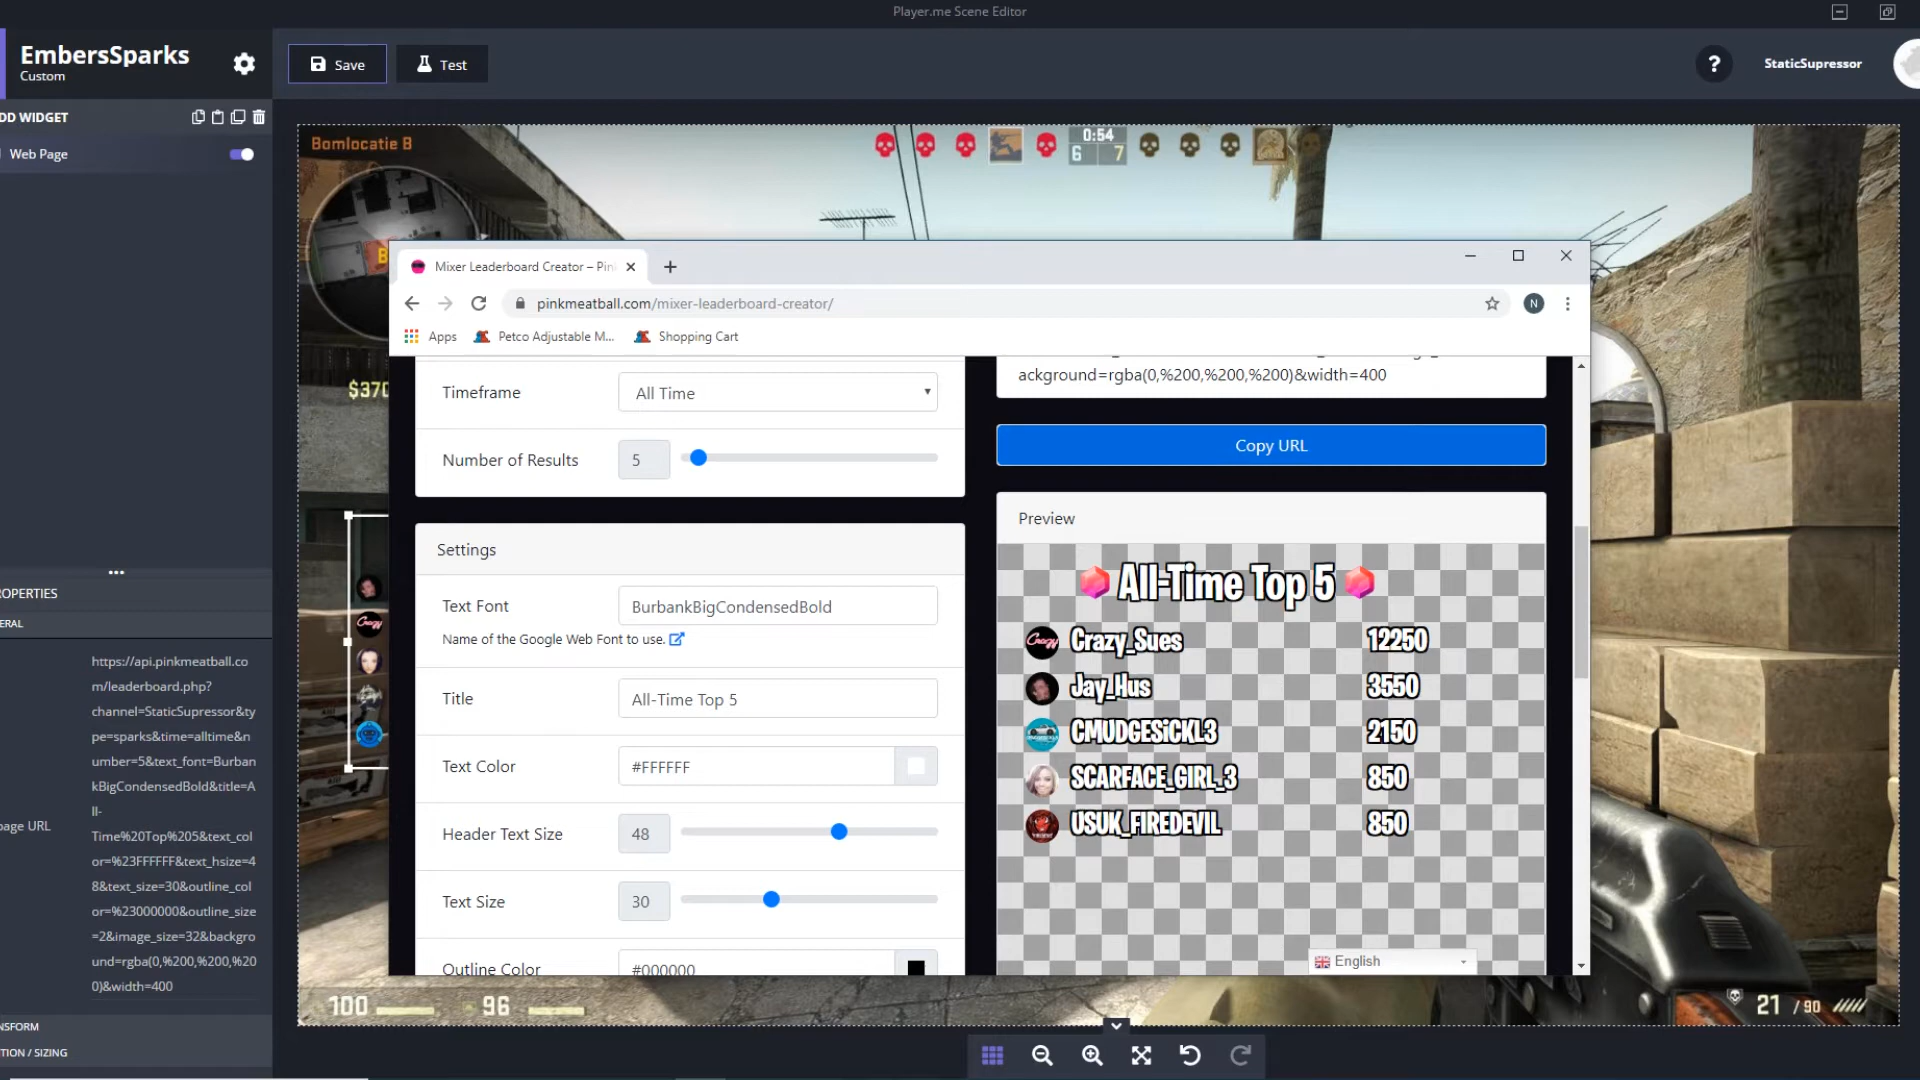 Player.me Scene Editor
EmbersSparks
Custom
Save
Test
?
StaticSupressor
DD WIDGET
Web Page
Bomlocatie B
0:54
6 7
$370
Mixer Leaderboard Creator – Pin
pinkmeatball.com/mixer-leaderboard-creator/
N
Apps
Petco Adjustable M...
Shopping Cart
Timeframe
All Time
Number of Results
5
Settings
Text Font
BurbankBigCondensedBold
Name of the Google Web Font to use.
Title
All-Time Top 5
Text Color
#FFFFFF
Header Text Size
48
Text Size
30
Outline Color
#000000
ackground=rgba(0,%200,%200,%200)&width=400
Copy URL
Preview
All-Time Top 5
Crazy_Sues 12250
Jay_Hus 3550
CMUDGESiCKL3 2150
SCARFACE_GIRL_3 850
USUK_FIREDEVIL 850
English
ROPERTIES
ERAL
page URL
https://api.pinkmeatball.co
m/leaderboard.php?
channel=StaticSupressor&ty
pe=sparks&time=alltime&n
umber=5&text_font=Burban
kBigCondensedBold&title=A
ll-
Time%20Top%205&text_col
or=%23FFFFFF&text_hsize=4
8&text_size=30&outline_col
or=%23000000&outline_size
=2&image_size=32&backgro
und=rgba(0,%200,%200,%20
0)&width=400
NSFORM
TION / SIZING
100
96
21 / 90